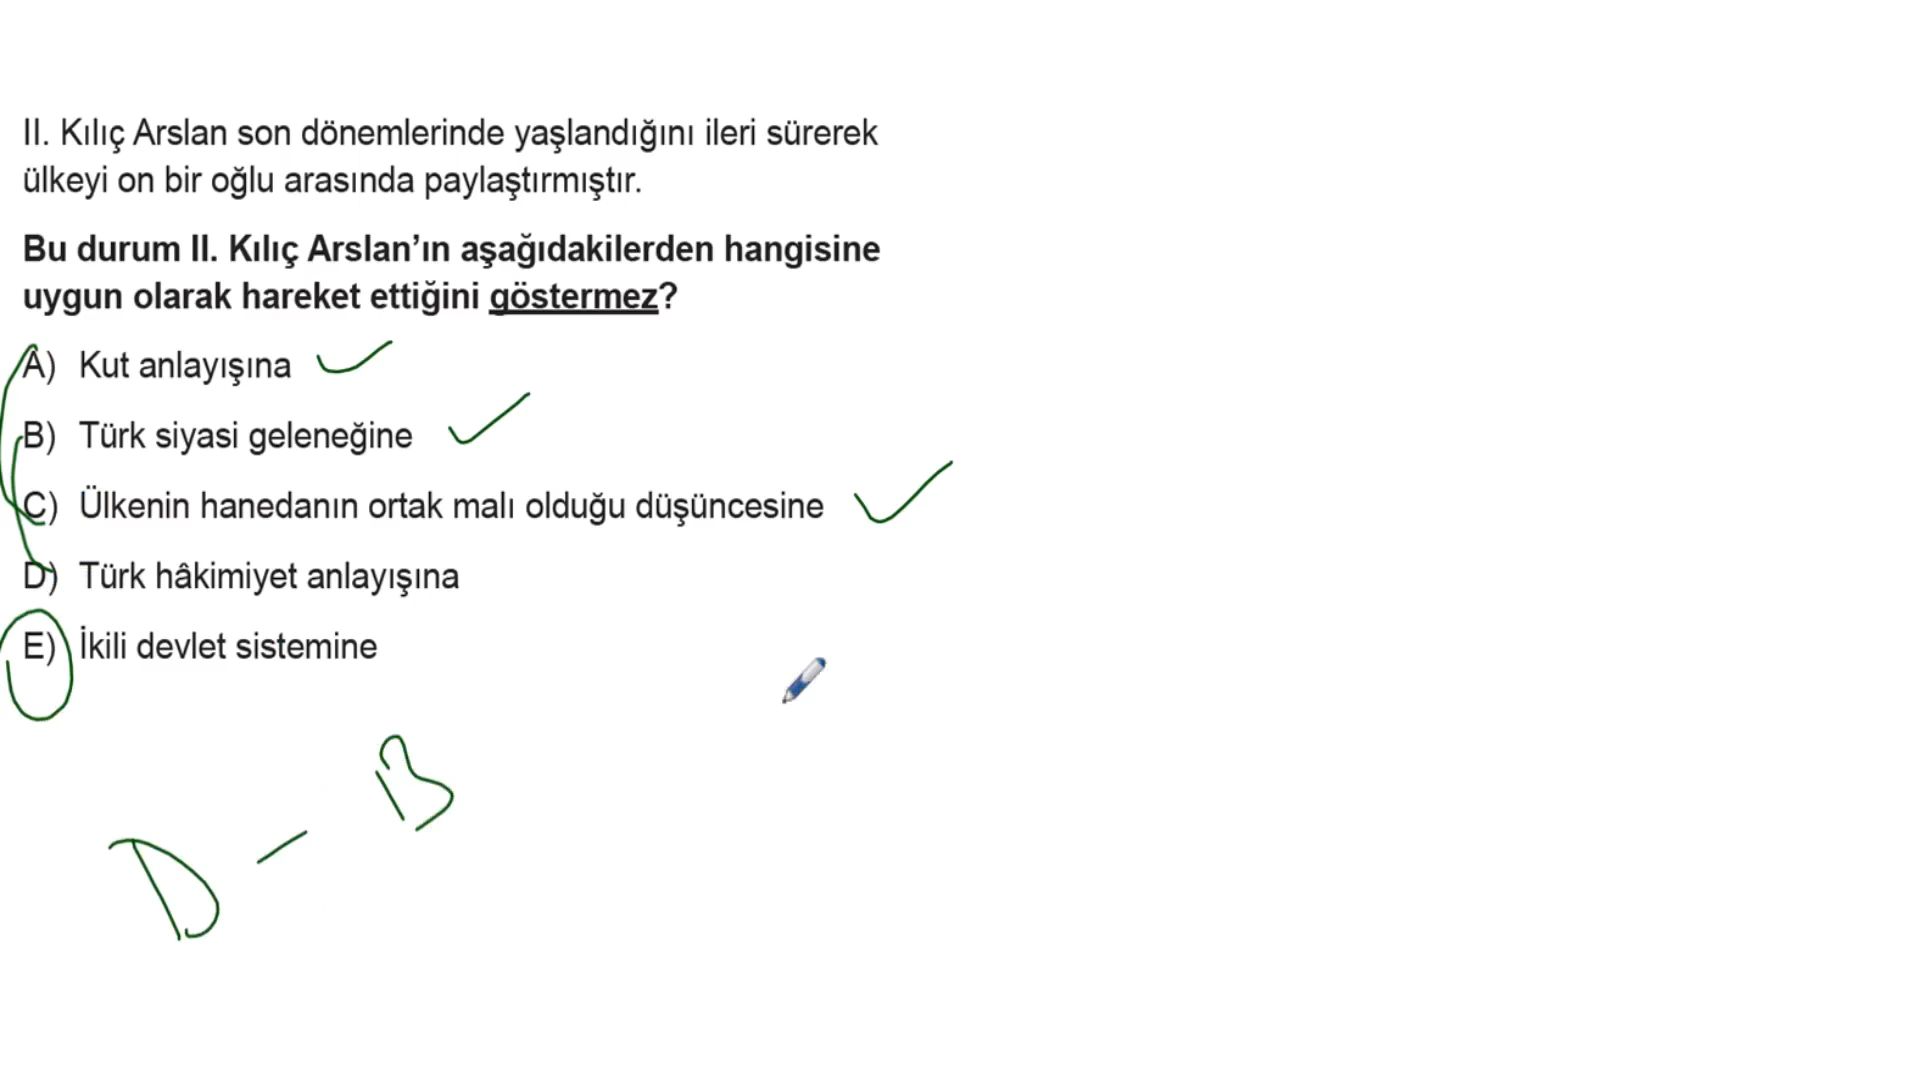 II. Kılıç Arslan son dönemlerinde yaşlandığını ileri sürerek
ülkeyi on bir oğlu arasında paylaştırmıştır.
Bu durum II. Kılıç Arslan’ın aşağıdakilerden hangisine
uygun olarak hareket ettiğini göstermez?
A) Kut anlayışına
B) Türk siyasi geleneğine
C) Ülkenin hanedanın ortak malı olduğu düşüncesine
D) Türk hâkimiyet anlayışına
E) İkili devlet sistemine
D – B